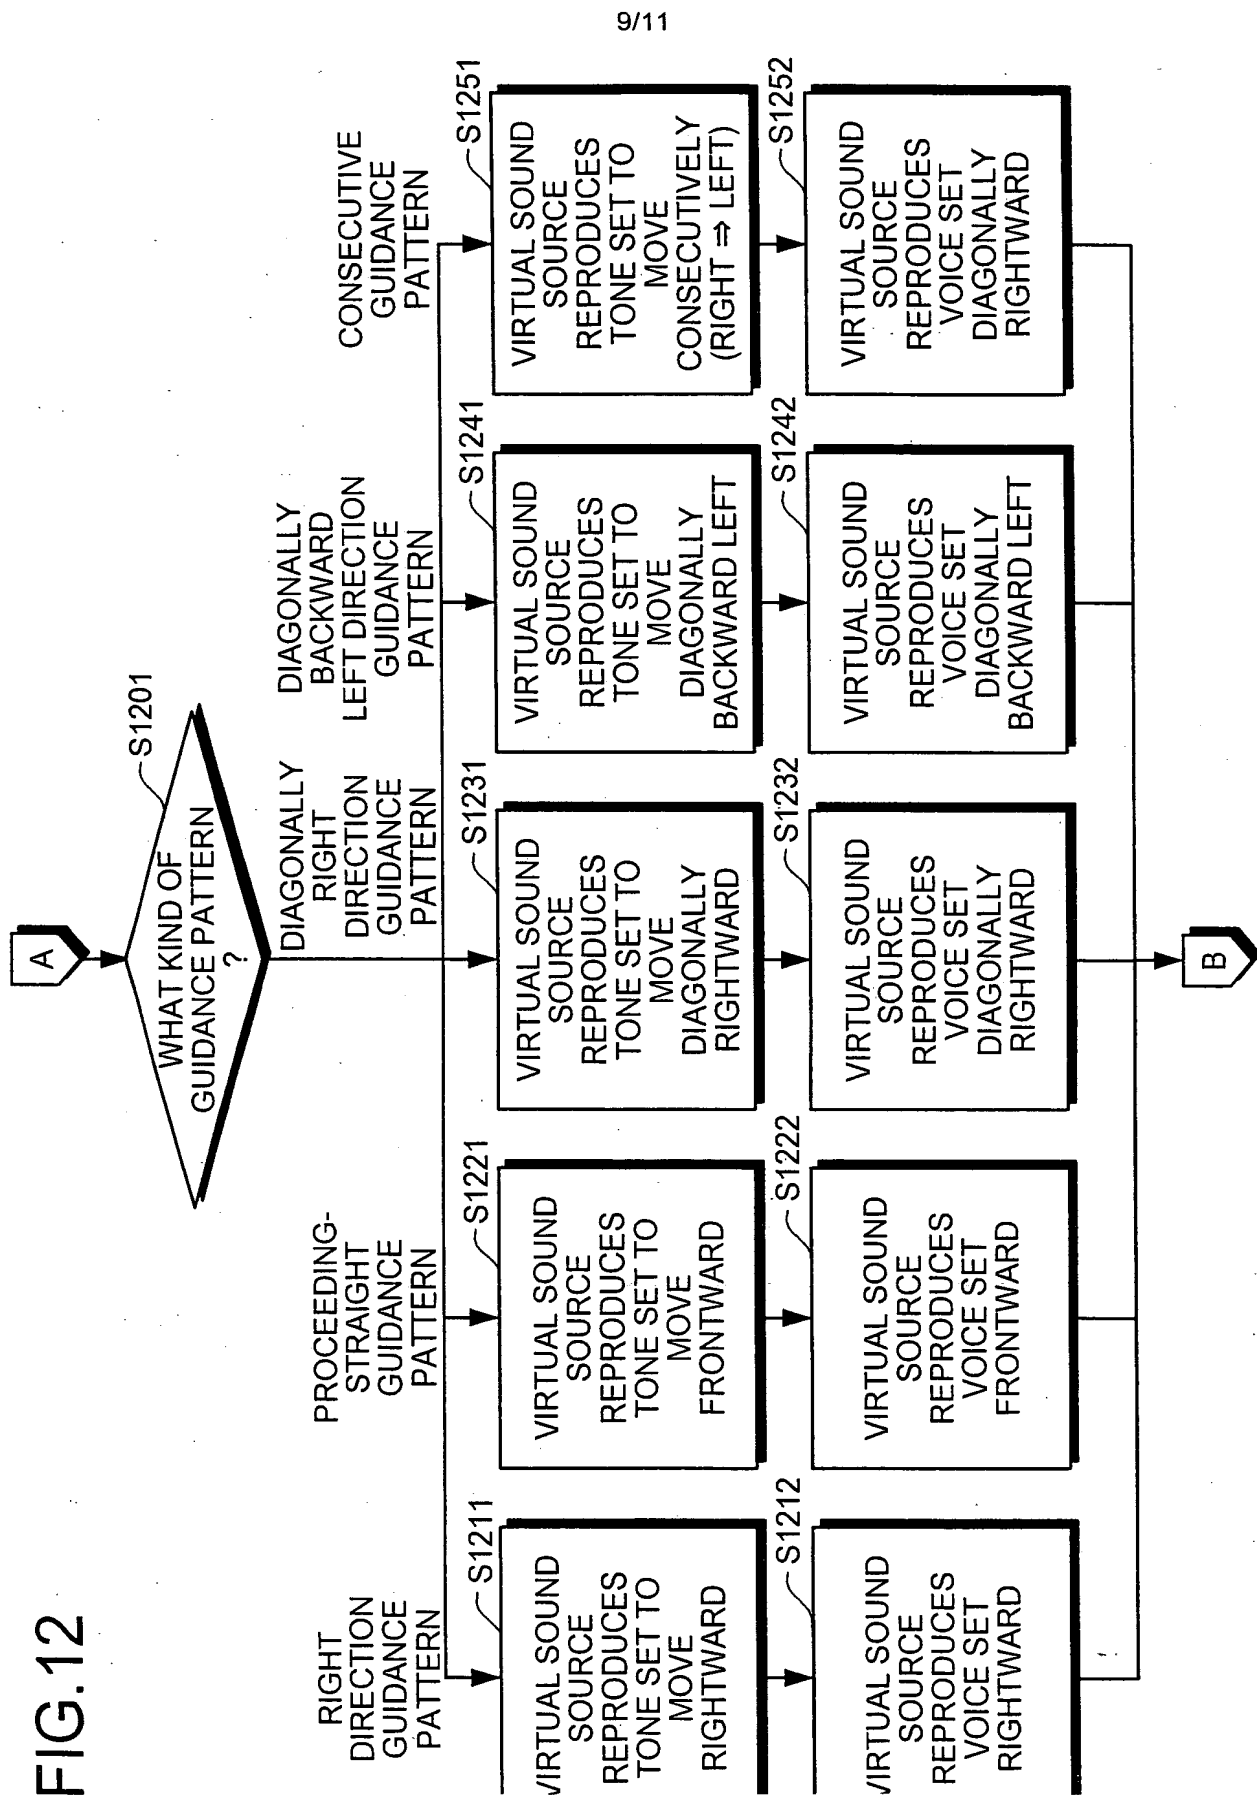 9/11
FIG.12
A
WHAT KIND OF
GUIDANCE PATTERN
?
S1201
RIGHT
DIRECTION
GUIDANCE
PATTERN
VIRTUAL SOUND
SOURCE
REPRODUCES
TONE SET TO
MOVE
RIGHTWARD
S1211
VIRTUAL SOUND
SOURCE
REPRODUCES
VOICE SET
RIGHTWARD
S1212
PROCEEDING-
STRAIGHT
GUIDANCE
PATTERN
VIRTUAL SOUND
SOURCE
REPRODUCES
TONE SET TO
MOVE
FRONTWARD
S1221
VIRTUAL SOUND
SOURCE
REPRODUCES
VOICE SET
FRONTWARD
S1222
DIAGONALLY
RIGHT
DIRECTION
GUIDANCE
PATTERN
VIRTUAL SOUND
SOURCE
REPRODUCES
TONE SET TO
MOVE
DIAGONALLY
RIGHTWARD
S1231
VIRTUAL SOUND
SOURCE
REPRODUCES
VOICE SET
DIAGONALLY
RIGHTWARD
S1232
DIAGONALLY
BACKWARD
LEFT DIRECTION
GUIDANCE
PATTERN
VIRTUAL SOUND
SOURCE
REPRODUCES
TONE SET TO
MOVE
DIAGONALLY
BACKWARD LEFT
S1241
VIRTUAL SOUND
SOURCE
REPRODUCES
VOICE SET
DIAGONALLY
BACKWARD LEFT
S1242
CONSECUTIVE
GUIDANCE
PATTERN
VIRTUAL SOUND
SOURCE
REPRODUCES
TONE SET TO
MOVE
CONSECUTIVELY
(RIGHT ⇒ LEFT)
S1251
VIRTUAL SOUND
SOURCE
REPRODUCES
VOICE SET
DIAGONALLY
RIGHTWARD
S1252
B